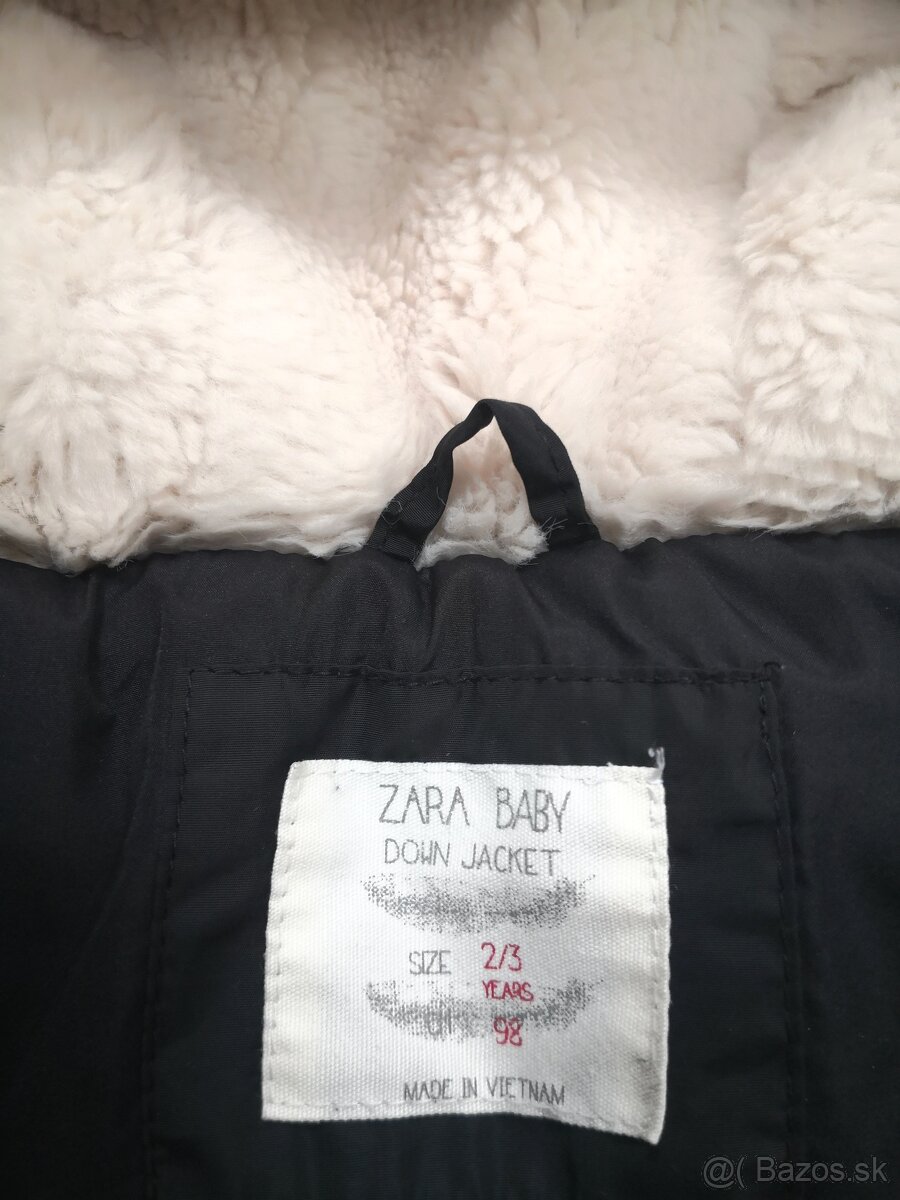 ZARA BABY
DOWN JACKET
SIZE 2/3
YEARS
98
MADE IN VIETNAM
@( Bazos.sk